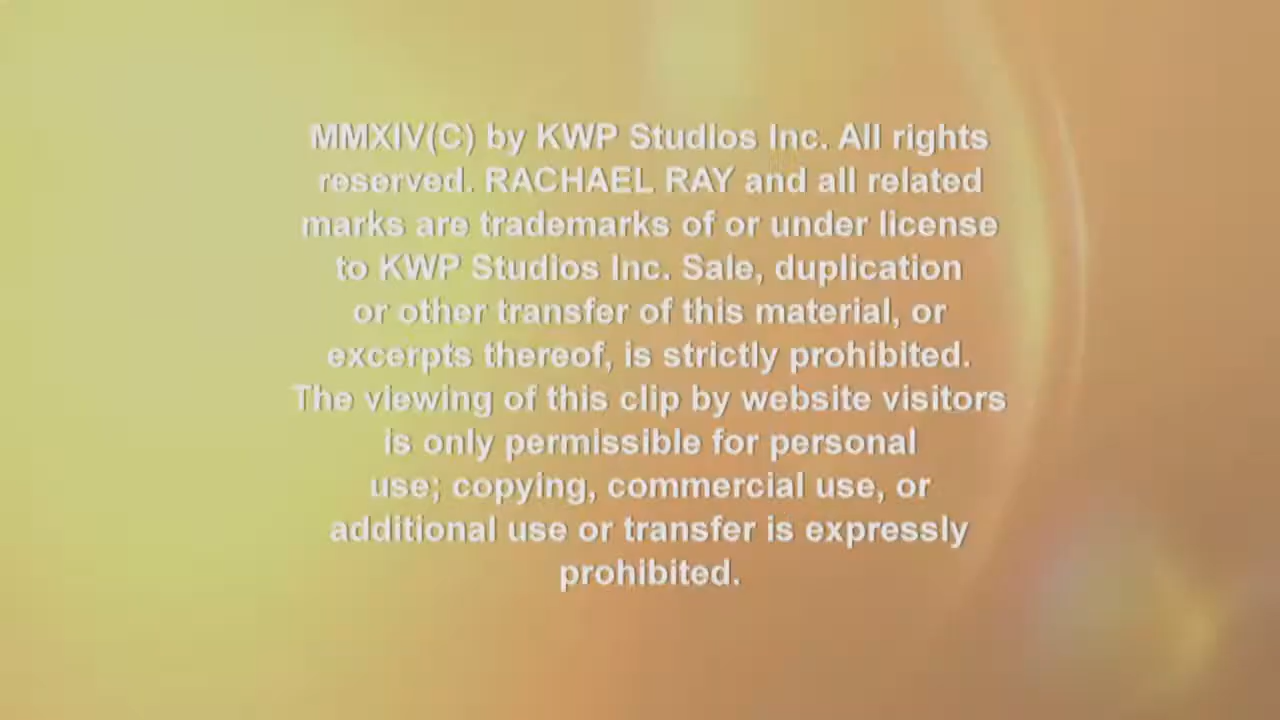 MMXIV(C) by KWP Studios Inc. All rights
reserved. RACHAEL RAY and all related
marks are trademarks of or under license
to KWP Studios Inc. Sale, duplication
or other transfer of this material, or
excerpts thereof, is strictly prohibited.
The viewing of this clip by website visitors
is only permissible for personal
use; copying, commercial use, or
additional use or transfer is expressly
prohibited.